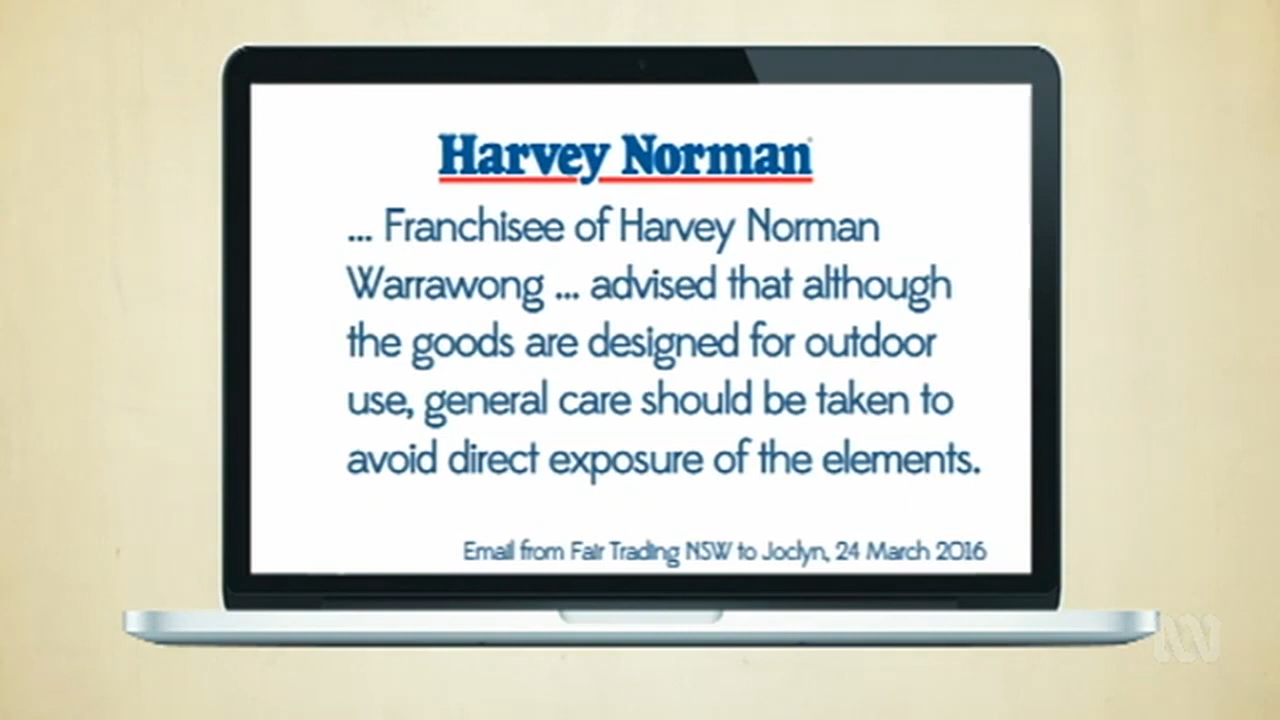 Harvey Norman
... Franchisee of Harvey Norman
Warrawong ... advised that although
the goods are designed for outdoor
use, general care should be taken to
avoid direct exposure of the elements.
Email from Fair Trading NSW to Joclyn, 24 March 2016